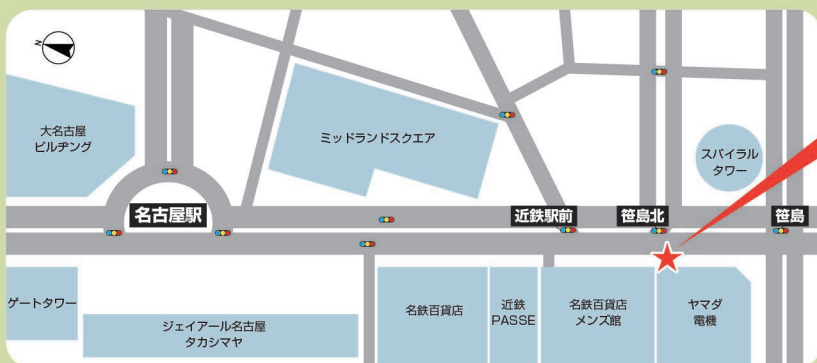 N
大名古屋
ビルヂング
ミッドランドスクエア
スパイラル
タワー
名古屋駅
近鉄駅前
笹島北
笹島
ゲートタワー
ジェイアール名古屋
タカシマヤ
名鉄百貨店
近鉄
PASSE
名鉄百貨店
メンズ館
ヤマダ
電機